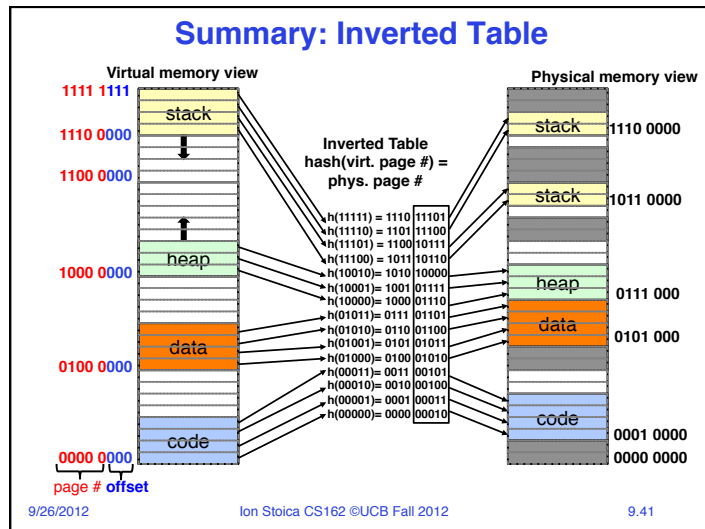 Summary: Inverted Table
Virtual memory view
Physical memory view
1111 1111
stack
1110 0000
1100 0000
heap
1000 0000
data
0100 0000
code
0000 0000
page # offset
Inverted Table
hash(virt. page #) =
phys. page #
h(11111) = 1110 11101
h(11110) = 1101 11100
h(11101) = 1100 10111
h(11100) = 1011 10110
h(10010)= 1010 10000
h(10001)= 1001 01111
h(10000)= 1000 01110
h(01011)= 0111 01101
h(01010)= 0110 01100
h(01001)= 0101 01011
h(01000)= 0100 01010
h(00011)= 0011 00101
h(00010)= 0010 00100
h(00001)= 0001 00011
h(00000)= 0000 00010
stack
1110 0000
stack
1011 0000
heap
0111 000
data
0101 000
code
0001 0000
0000 0000
9/26/2012
Ion Stoica CS162 ©UCB Fall 2012
9.41